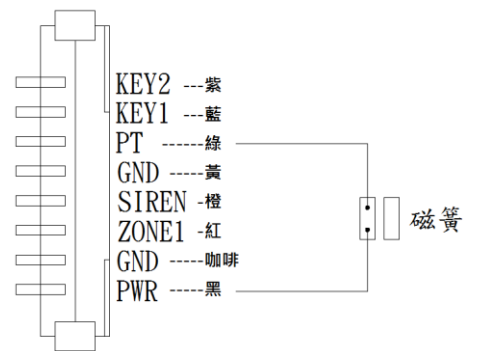 KEY2 ---紫
KEY1 ---藍
PT ------綠
GND -----黃
SIREN -橙
ZONE1 -紅
GND -----咖啡
PWR -----黑
磁簧